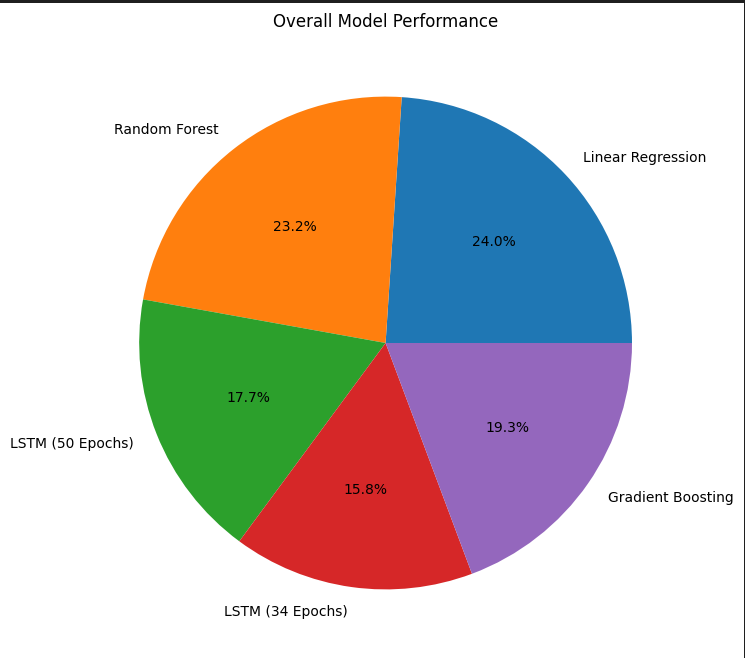 Overall Model Performance
Random Forest
Linear Regression
23.2%
24.0%
17.7%
19.3%
LSTM (50 Epochs)
15.8%
Gradient Boosting
LSTM (34 Epochs)